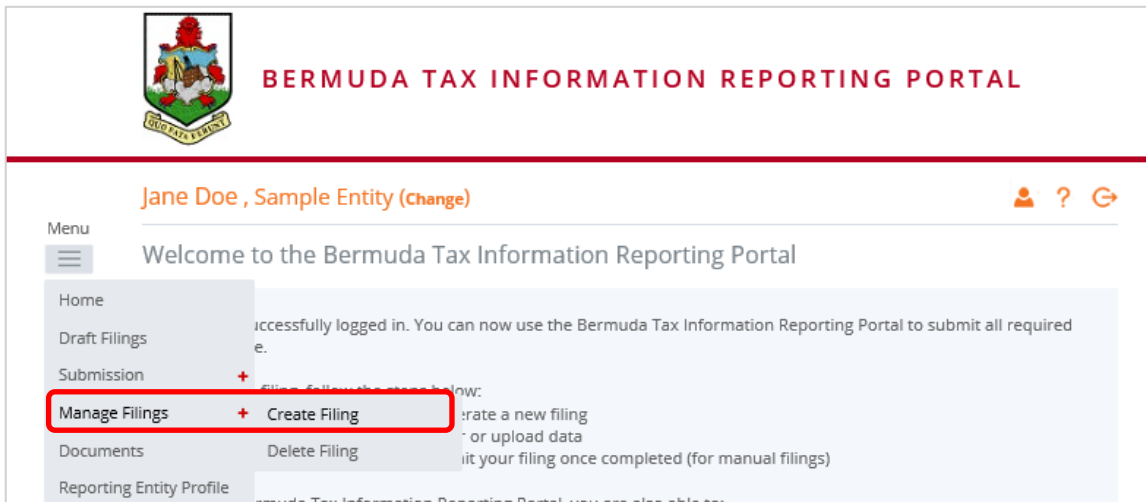 QUO FATA FERUNT
BERMUDA TAX INFORMATION REPORTING PORTAL
Jane Doe , Sample Entity (Change)
?
Menu
Welcome to the Bermuda Tax Information Reporting Portal
Home
Draft Filings
Submission +
Manage Filings + Create Filing
Documents Delete Filing
Reporting Entity Profile
uccessfully logged in. You can now use the Bermuda Tax Information Reporting Portal to submit all required
e.
filing, follow the steps below:
erate a new filing
r or upload data
it your filing once completed (for manual filings)
rmuda Tax Information Reporting Portal, you are also able to: